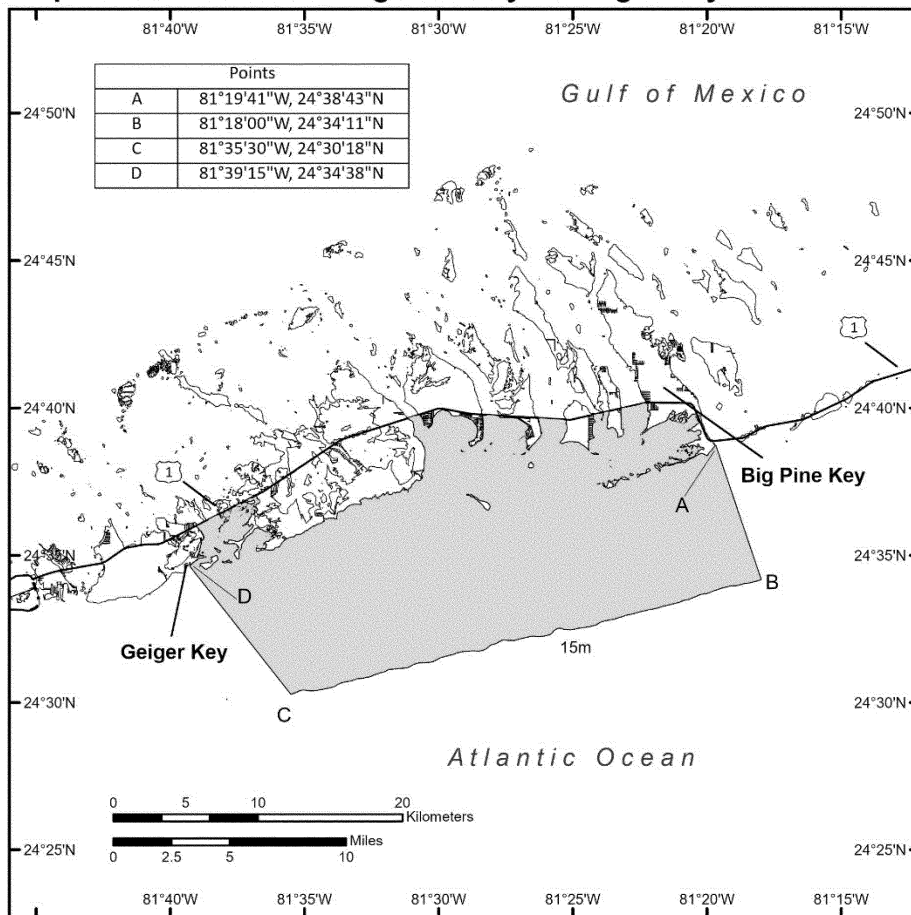 81°40'W 81°30'W 81°25'W 81°20'W 81°15'W
Points
A 81°19'41"W, 24°38'43"N
B 81°18'00"W, 24°34'11"N
C 81°35'30"W, 24°30'18"N
D 81°39'15"W, 24°34'38"N
Gulf of Mexico
24°50'N 24°50'N
24°45'N 24°45'N
1
24°40'N 24°40'N
1
Big Pine Key
A
24°35'N 24°35'N
B
D
Geiger Key
15m
24°30'N 24°30'N
C
Atlantic Ocean
0 5 10 20
Kilometers
Miles
0 2.5 5 10
24°25'N 24°25'N
81°40'W 81°35'W 81°30'W 81°25'W 81°20'W 81°15'W